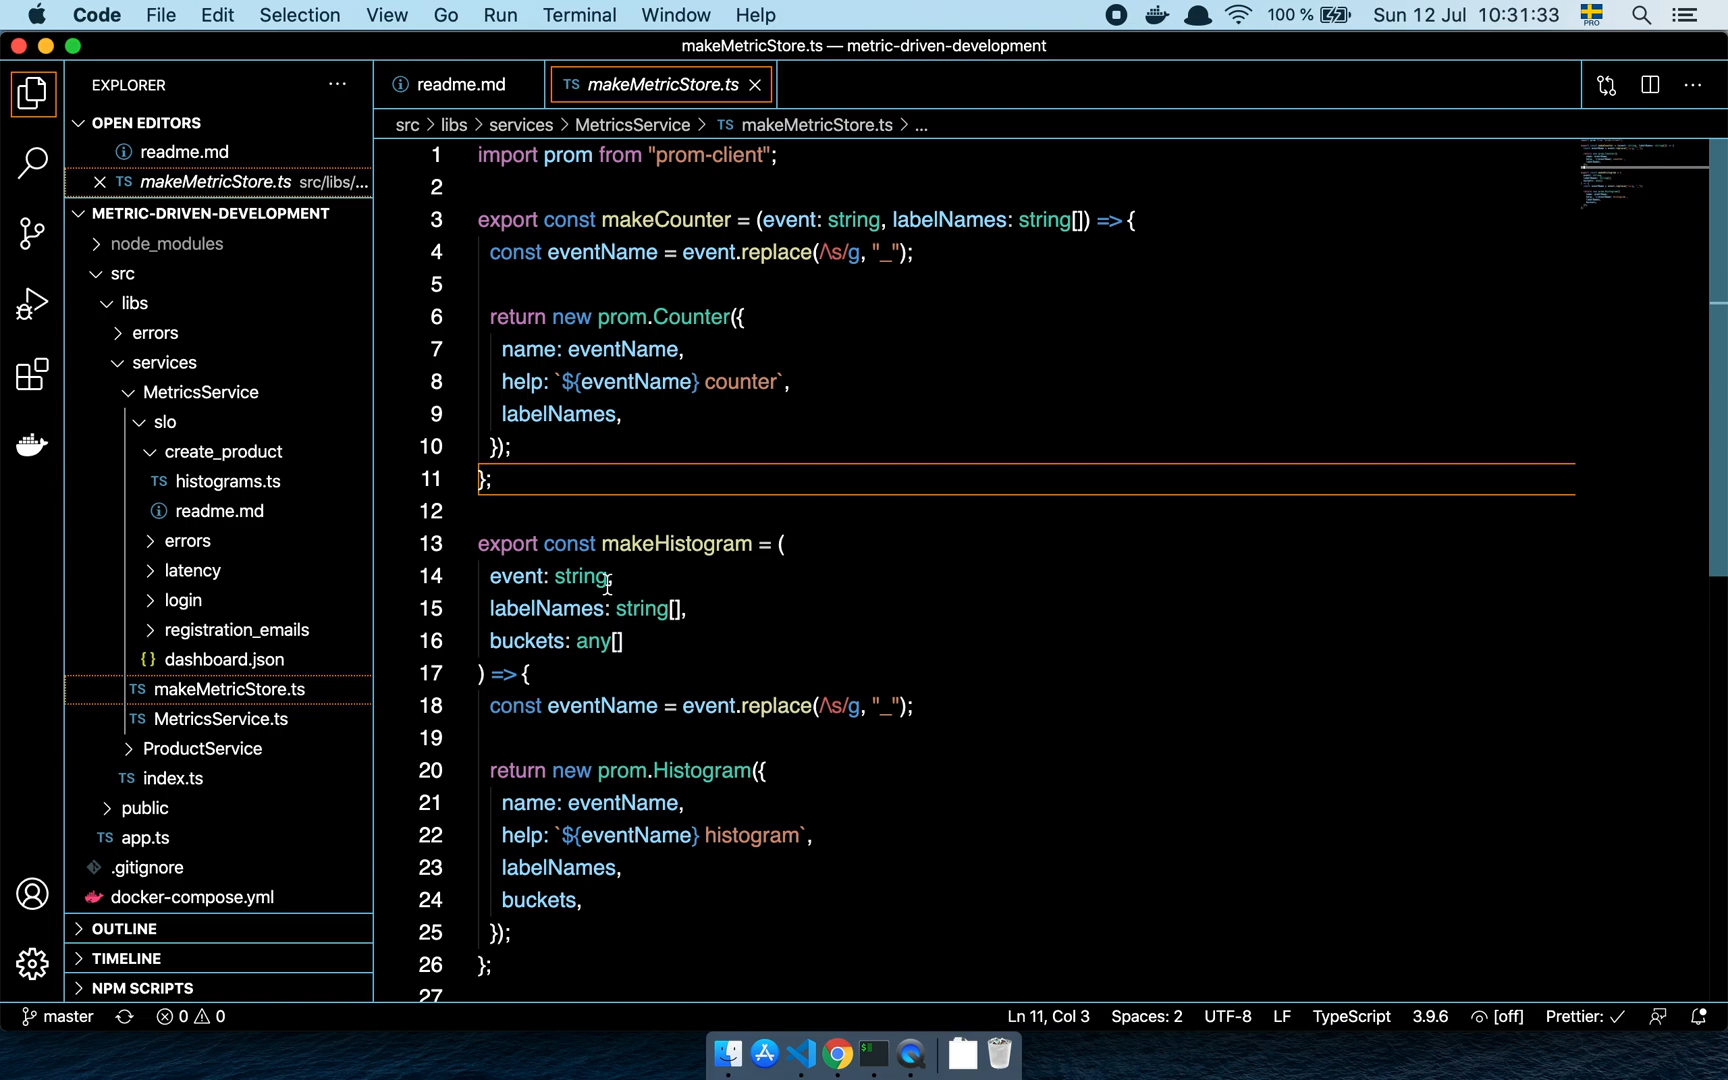 Code File Edit Selection View Go Run Terminal Window Help 100 % Sun 12 Jul 10:31:33 PRO
makeMetricStore.ts — metric-driven-development
EXPLORER
OPEN EDITORS
readme.md
TS makeMetricStore.ts src/libs/...
METRIC-DRIVEN-DEVELOPMENT
node_modules
src
libs
errors
services
MetricsService
slo
create_product
TS histograms.ts
readme.md
errors
latency
login
registration_emails
{} dashboard.json
TS makeMetricStore.ts
TS MetricsService.ts
ProductService
TS index.ts
public
TS app.ts
.gitignore
docker-compose.yml
OUTLINE
TIMELINE
NPM SCRIPTS
readme.md
TS makeMetricStore.ts
src > libs > services > MetricsService > TS makeMetricStore.ts > ...
1 import prom from "prom-client";
2
3 export const makeCounter = (event: string, labelNames: string[]) => {
4 const eventName = event.replace(/\s/g, "_");
5
6 return new prom.Counter({
7 name: eventName,
8 help: `${eventName} counter`,
9 labelNames,
10 });
11 };
12
13 export const makeHistogram = (
14 event: string,
15 labelNames: string[],
16 buckets: any[]
17 ) => {
18 const eventName = event.replace(/\s/g, "_");
19
20 return new prom.Histogram({
21 name: eventName,
22 help: `${eventName} histogram`,
23 labelNames,
24 buckets,
25 });
26 };
27
master 0 0 Ln 11, Col 3 Spaces: 2 UTF-8 LF TypeScript 3.9.6 [off] Prettier: ✓